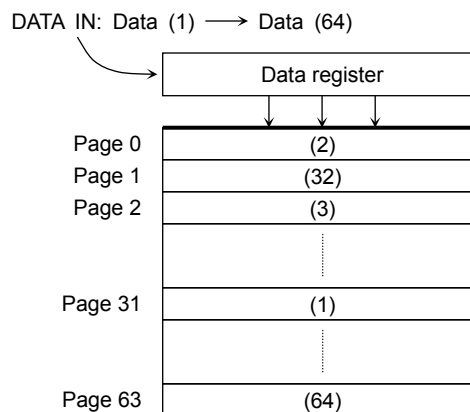 DATA IN: Data (1) Data (64)
Data register
Page 0 (2)
Page 1 (32)
Page 2 (3)
Page 31 (1)
Page 63 (64)